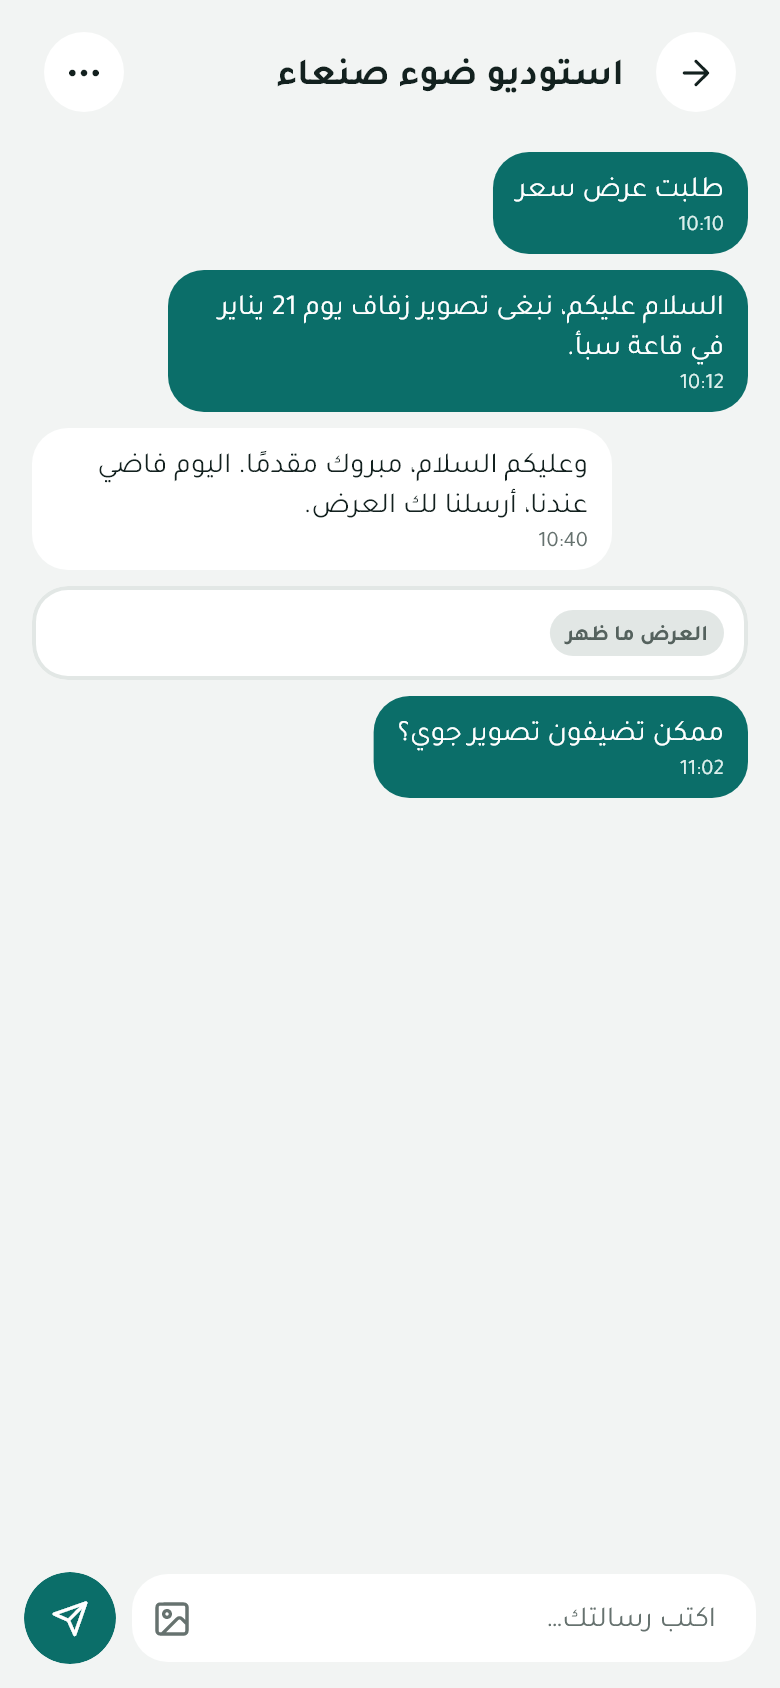 استوديو ضوء صنعاء
طلبت عرض سعر
10:10
السلام عليكم، نبغى تصوير زفاف يوم 21 يناير
في قاعة سبأ.
10:12
وعليكم السلام، مبروك مقدمًا. اليوم فاضي
عندنا، أرسلنا لك العرض.
10:40
العرض ما ظهر
ممكن تضيفون تصوير جوي؟
11:02
اكتب رسالتك…